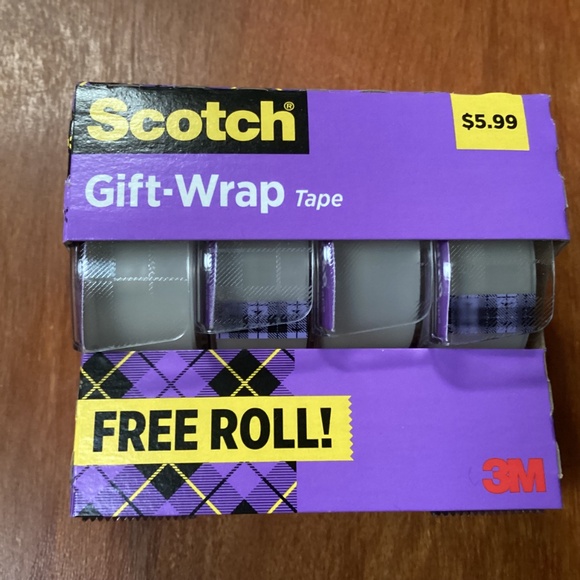 Scotch®
$5.99
Gift-Wrap Tape
FREE ROLL!
3M